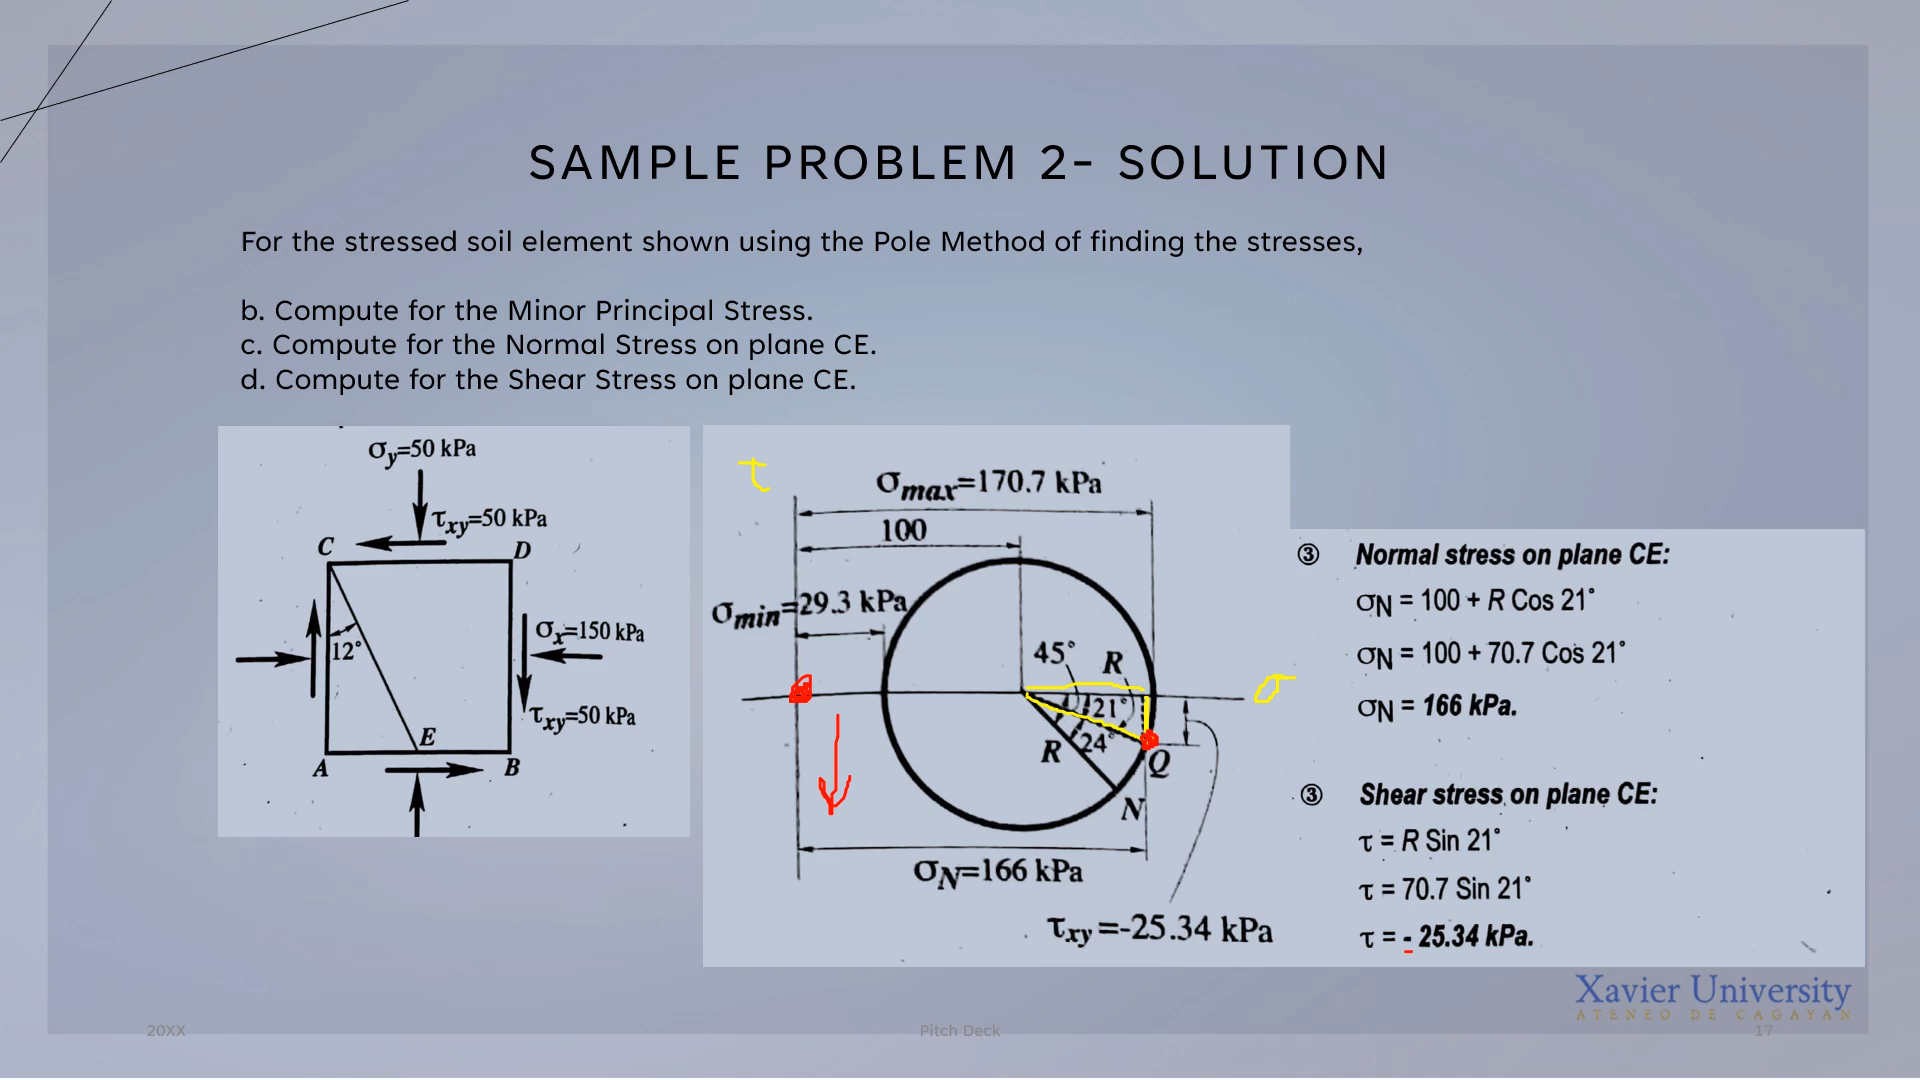 SAMPLE PROBLEM 2- SOLUTION
For the stressed soil element shown using the Pole Method of finding the stresses,
b. Compute for the Minor Principal Stress.
c. Compute for the Normal Stress on plane CE.
d. Compute for the Shear Stress on plane CE.
σy=50 kPa
τxy=50 kPa
C
D
12°
σx=150 kPa
τxy=50 kPa
E
A
B
τ
σmax=170.7 kPa
100
σmin=29.3 kPa
45°
R
σ
21°
R
24°
Q
N
σN=166 kPa
τxy=-25.34 kPa
③ Normal stress on plane CE:
σN = 100 + R Cos 21°
σN = 100 + 70.7 Cos 21°
σN = 166 kPa.
③ Shear stress on plane CE:
τ = R Sin 21°
τ = 70.7 Sin 21°
τ = - 25.34 kPa.
Xavier University
ATENEO DE CAGAYAN
20XX
Pitch Deck
17